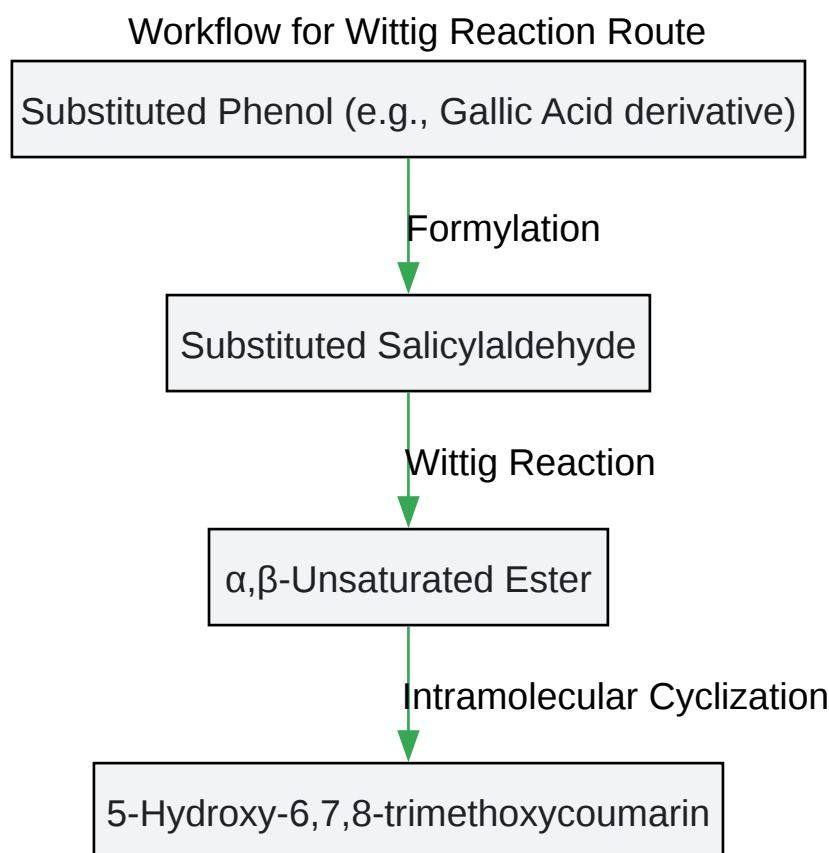 Workflow for Wittig Reaction Route
Substituted Phenol (e.g., Gallic Acid derivative)
Formylation
Substituted Salicylaldehyde
Wittig Reaction
α,β-Unsaturated Ester
Intramolecular Cyclization
5-Hydroxy-6,7,8-trimethoxycoumarin